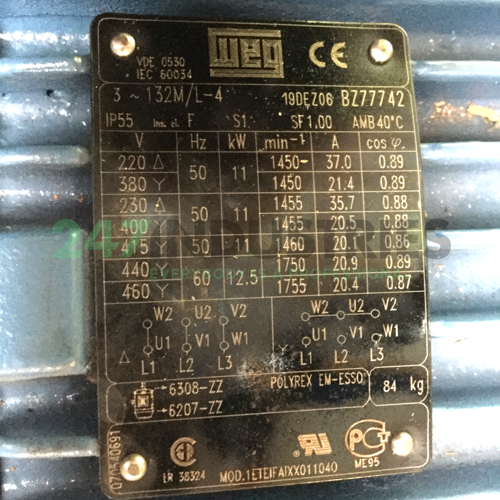 WEG
CE
VDE 0530
IEC 60034
3 ~ 132M/L-4 19DEZ06 BZ77742
IP55 Ins. cl. F S1 SF1.00 AMB 40°C
V Hz kW min⁻¹ A cos φ
220 Δ 50 11 1450 37.0 0.89
380 Y 1450 21.4 0.89
230 Δ 50 11 1455 35.7 0.88
400 Y 1455 20.5 0.88
415 Y 50 11 1460 20.1 0.86
440 60 12.5 1750 20.9 0.89
460 Y 1755 20.4 0.87
247 INDUSTRIES
W2 U2 V2 W2 U2 V2
U1 V1 W1 U1 V1 W1
Δ L1 L2 L3 L1 L2 L3
6308-ZZ POLYREX EM-ESSO 84 kg
6207-ZZ
LR 38324 MOD.1ETEIFAIXX011040 ME95